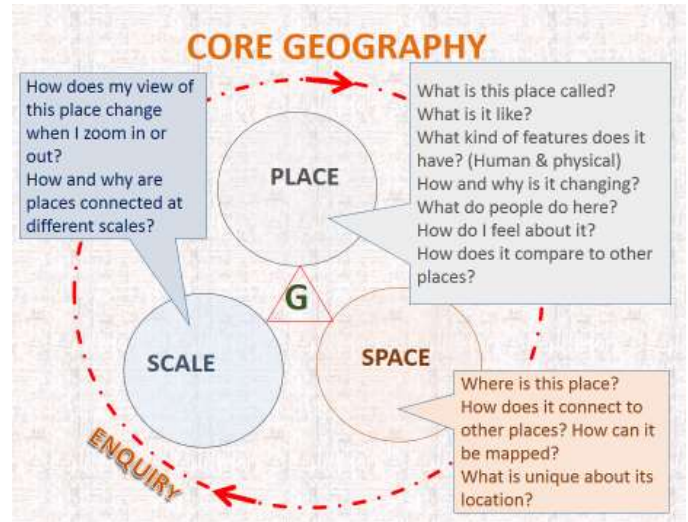 CORE GEOGRAPHY
How does my view of
this place change
when I zoom in or
out?
How and why are
places connected at
different scales?
What is this place called?
What is it like?
What kind of features does it
have? (Human & physical)
How and why is it changing?
What do people do here?
How do I feel about it?
How does it compare to other
places?
PLACE
G
SCALE
SPACE
Where is this place?
How does it connect to
other places? How can it
be mapped?
What is unique about its
location?
ENQUIRY